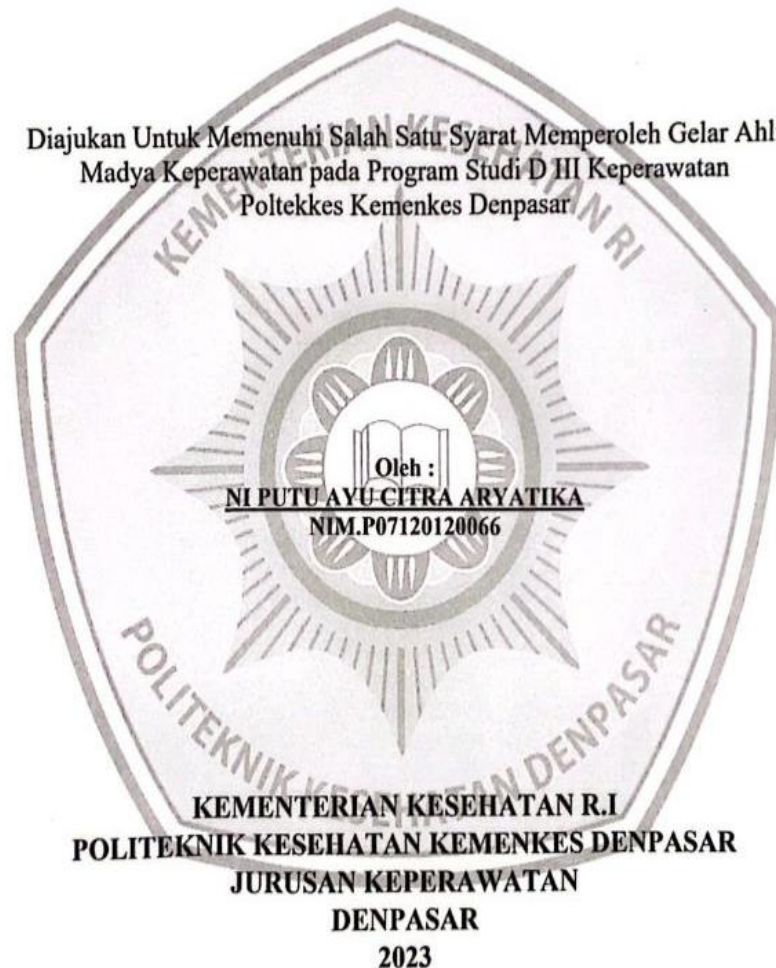 Diajukan Untuk Memenuhi Salah Satu Syarat Memperoleh Gelar Ahl
Madya Keperawatan pada Program Studi D III Keperawatan
Poltekkes Kemenkes Denpasar
KEMENTERIAN KESEHATAN RI
Oleh :
NI PUTU AYU CITRA ARYATIKA
NIM.P07120120066
POLITEKNIK KESEHATAN DENPASAR
KEMENTERIAN KESEHATAN R.I
POLITEKNIK KESEHATAN KEMENKES DENPASAR
JURUSAN KEPERAWATAN
DENPASAR
2023